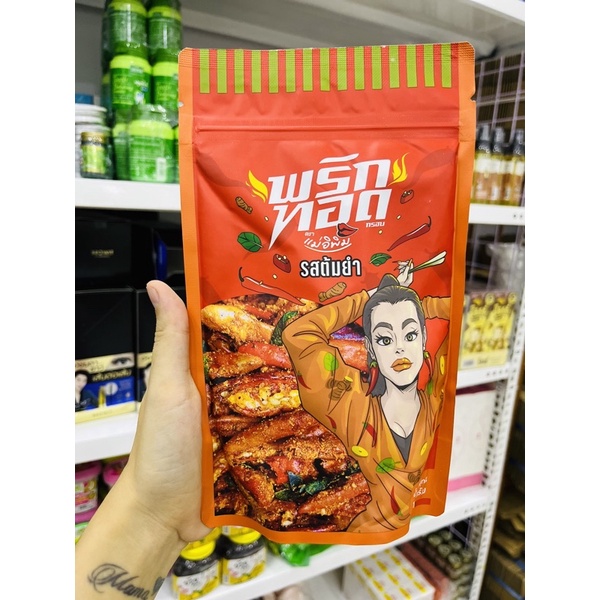 พริก
ทอด
กรอบ
ตรา
แม่อิพิม
รสต้มยำ
Mama